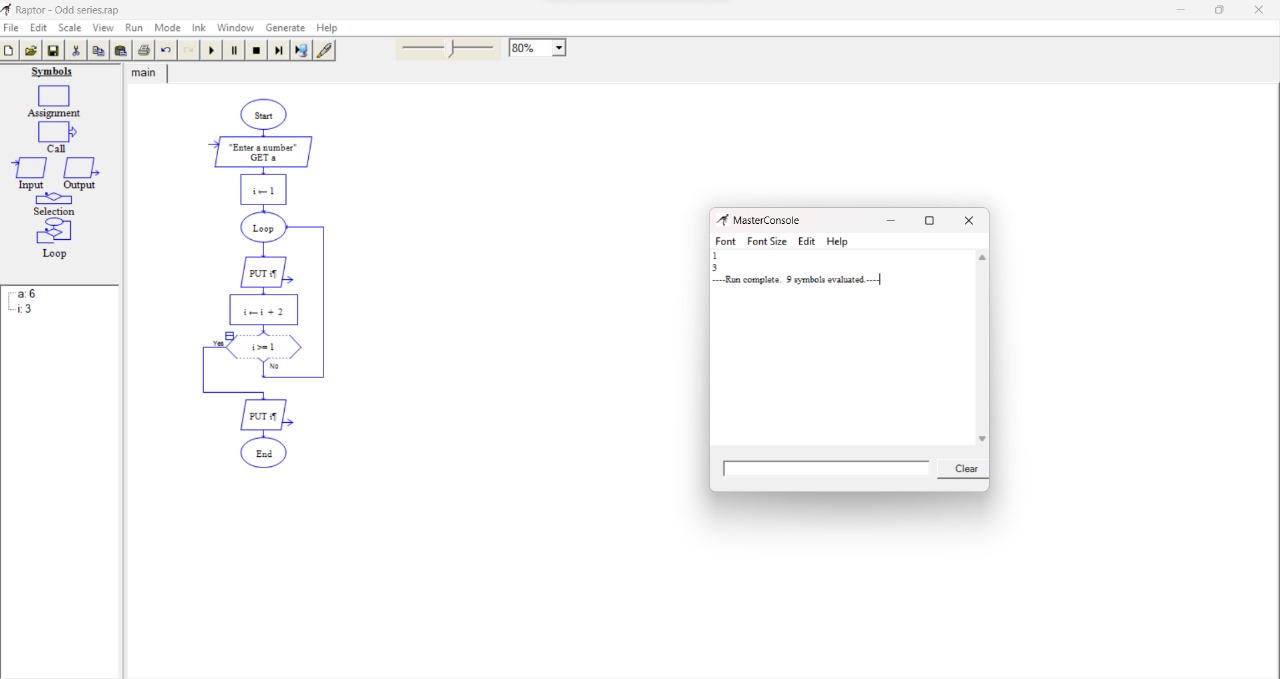 Raptor - Odd series.rap
File Edit Scale View Run Mode Ink Window Generate Help
80%
Symbols
main
Assignment
Call
Input Output
Selection
Loop
a: 6
i: 3
Start
"Enter a number"
GET a
i ← 1
Loop
PUT i¶
i ← i + 2
Yes
i >= 1
No
PUT i¶
End
MasterConsole
Font Font Size Edit Help
1
3
----Run complete. 9 symbols evaluated.----
Clear